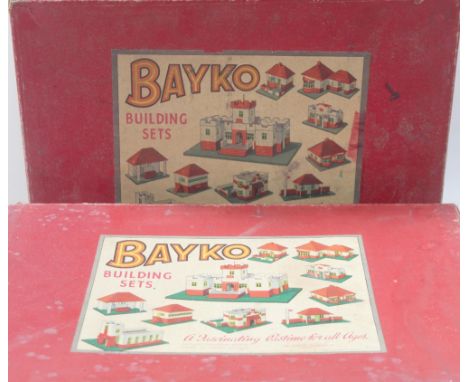 BAYKO
BUILDING
SETS
BAYKO
BUILDING
SETS.
A Fascinating Pastime for all Ages.